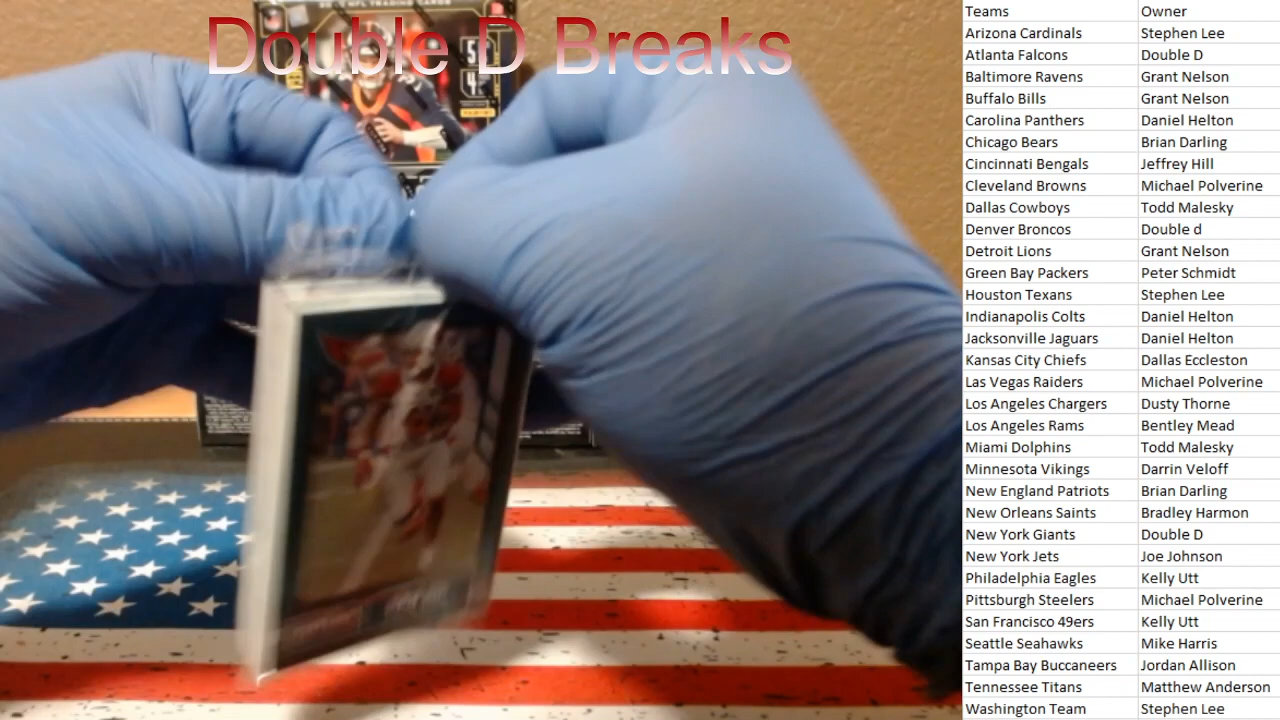 Double D Breaks
Teams Owner
Arizona Cardinals Stephen Lee
Atlanta Falcons Double D
Baltimore Ravens Grant Nelson
Buffalo Bills Grant Nelson
Carolina Panthers Daniel Helton
Chicago Bears Brian Darling
Cincinnati Bengals Jeffrey Hill
Cleveland Browns Michael Polverine
Dallas Cowboys Todd Malesky
Denver Broncos Double d
Detroit Lions Grant Nelson
Green Bay Packers Peter Schmidt
Houston Texans Stephen Lee
Indianapolis Colts Daniel Helton
Jacksonville Jaguars Daniel Helton
Kansas City Chiefs Dallas Eccleston
Las Vegas Raiders Michael Polverine
Los Angeles Chargers Dusty Thorne
Los Angeles Rams Bentley Mead
Miami Dolphins Todd Malesky
Minnesota Vikings Darrin Veloff
New England Patriots Brian Darling
New Orleans Saints Bradley Harmon
New York Giants Double D
New York Jets Joe Johnson
Philadelphia Eagles Kelly Utt
Pittsburgh Steelers Michael Polverine
San Francisco 49ers Kelly Utt
Seattle Seahawks Mike Harris
Tampa Bay Buccaneers Jordan Allison
Tennessee Titans Matthew Anderson
Washington Team Stephen Lee